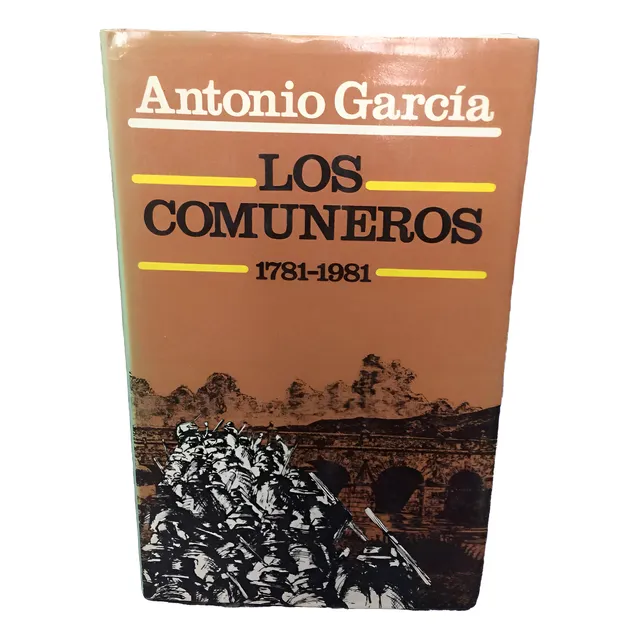 Antonio García
LOS
COMUNEROS
1781-1981